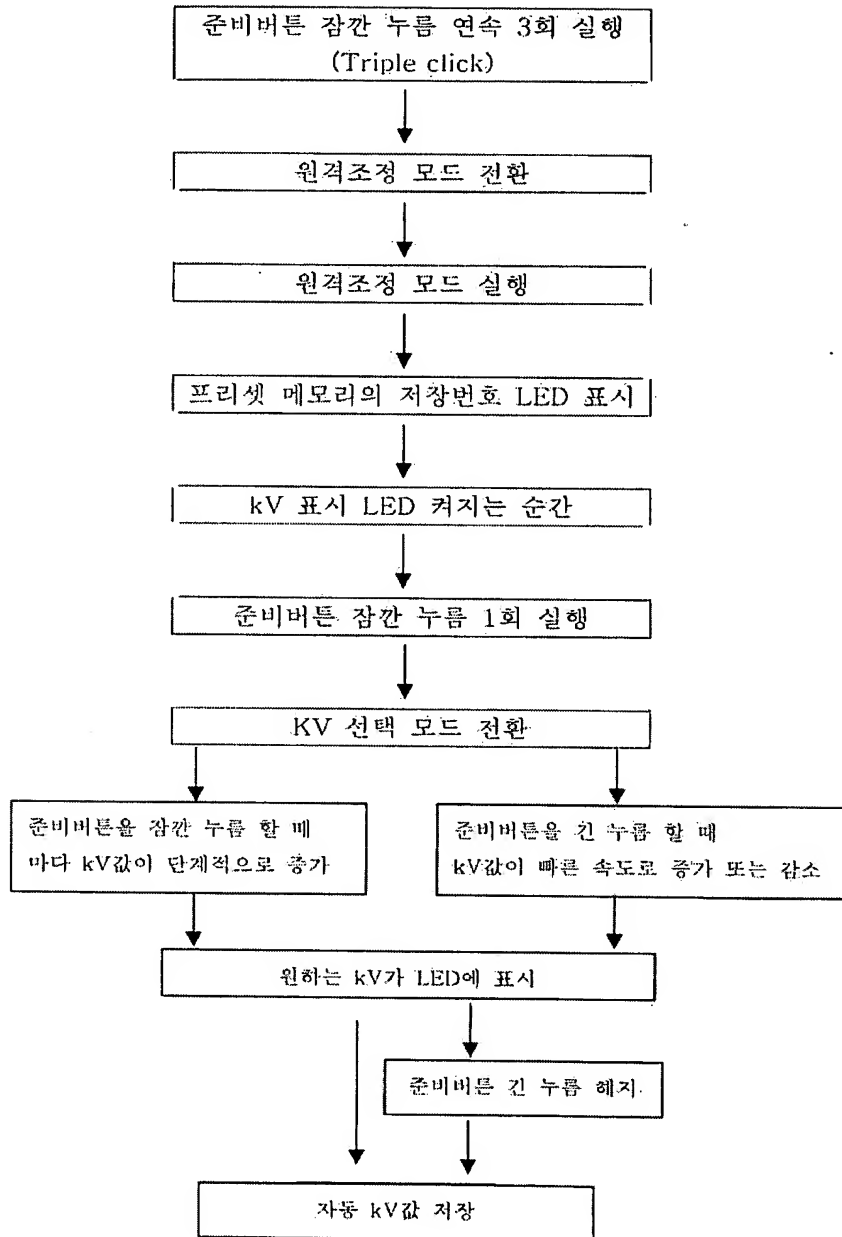 준비버튼 잠깐 누름 연속 3회 실행
(Triple click)
원격조정 모드 전환
원격조정 모드 실행
프리셋 메모리의 저장번호 LED 표시
kV 표시 LED 켜지는 순간
준비버튼 잠깐 누름 1회 실행
KV 선택 모드 전환
준비버튼을 잠깐 누름 할 때
마다 kV값이 단계적으로 증가
준비버튼을 긴 누름 할 때
kV값이 빠른 속도로 증가 또는 감소
원하는 kV가 LED에 표시
준비버튼 긴 누름 해지
자동 kV값 저장